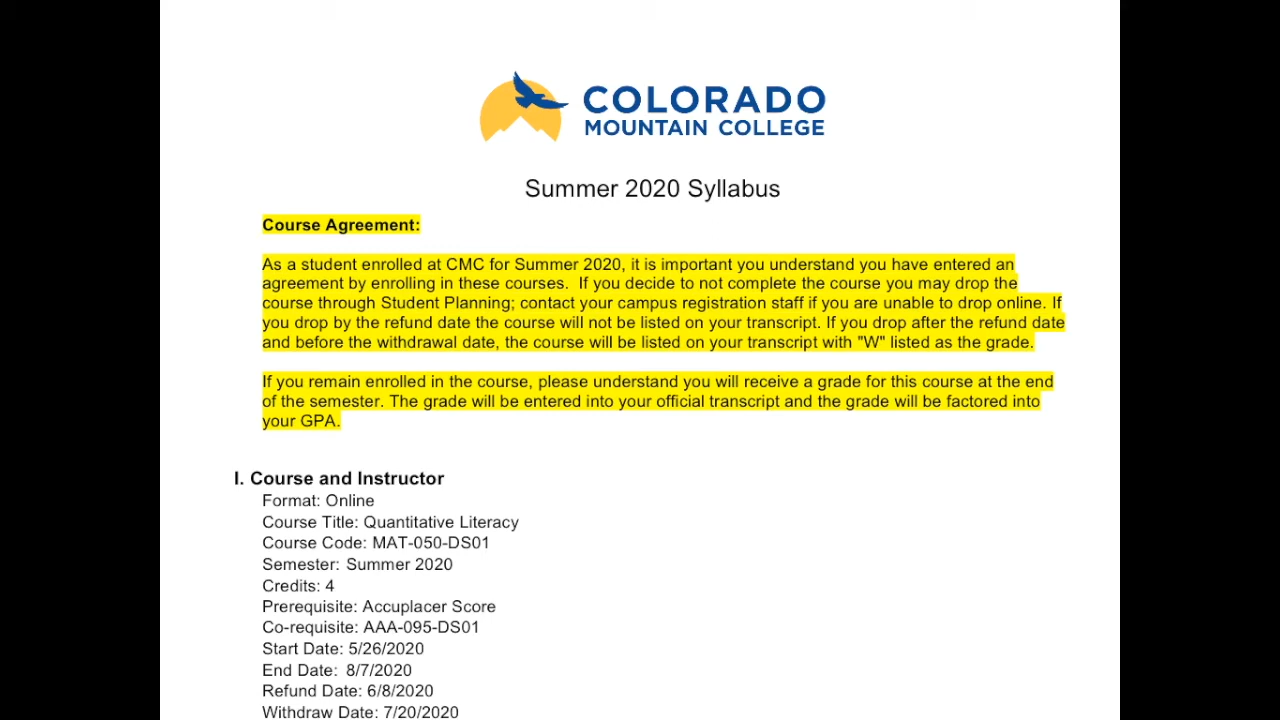 COLORADO
MOUNTAIN COLLEGE
Summer 2020 Syllabus
Course Agreement:
As a student enrolled at CMC for Summer 2020, it is important you understand you have entered an
agreement by enrolling in these courses.  If you decide to not complete the course you may drop the
course through Student Planning; contact your campus registration staff if you are unable to drop online. If
you drop by the refund date the course will not be listed on your transcript. If you drop after the refund date
and before the withdrawal date, the course will be listed on your transcript with "W" listed as the grade.
If you remain enrolled in the course, please understand you will receive a grade for this course at the end
of the semester. The grade will be entered into your official transcript and the grade will be factored into
your GPA.
I. Course and Instructor
Format: Online
Course Title: Quantitative Literacy
Course Code: MAT-050-DS01
Semester: Summer 2020
Credits: 4
Prerequisite: Accuplacer Score
Co-requisite: AAA-095-DS01
Start Date: 5/26/2020
End Date:  8/7/2020
Refund Date: 6/8/2020
Withdraw Date: 7/20/2020